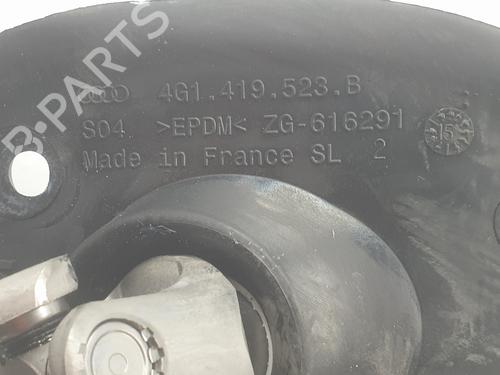 B-PARTS
4G1.419.523.B
S04. >EPDM< ZG-616291
Made in France SL 2
15